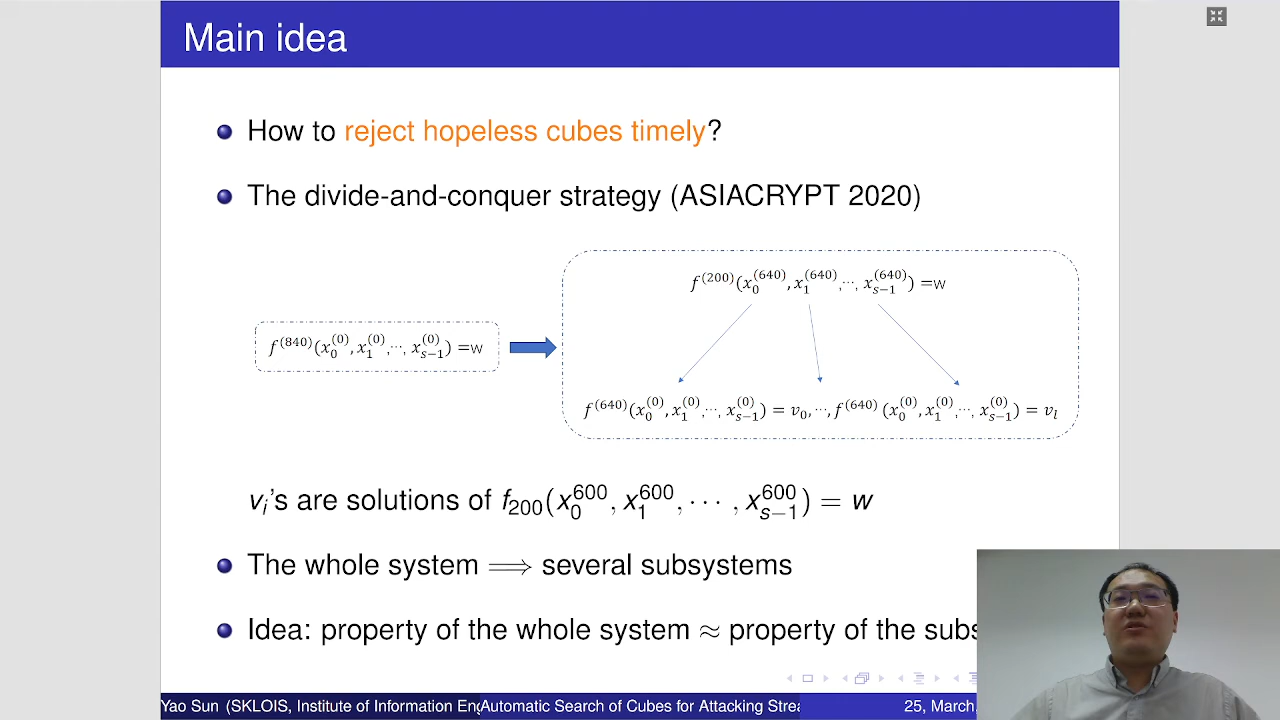 Main idea
How to reject hopeless cubes timely?
The divide-and-conquer strategy (ASIACRYPT 2020)
f^{(200)}(x_0^{(640)}, x_1^{(640)},⋯, x_{s−1}^{(640)}) =w
f^{(840)}(x_0^{(0)}, x_1^{(0)},⋯, x_{s−1}^{(0)}) =w
f^{(640)}(x_0^{(0)}, x_1^{(0)},⋯, x_{s−1}^{(0)}) = v_0,⋯, f^{(640)} (x_0^{(0)}, x_1^{(0)},⋯, x_{s−1}^{(0)}) = v_l
v_i's are solutions of f_{200}(x_0^{600}, x_1^{600}, ⋯ , x_{s−1}^{600}) = w
The whole system ⟹ several subsystems
Idea: property of the whole system ≈ property of the subs
Yao Sun (SKLOIS, Institute of Information Eng Automatic Search of Cubes for Attacking Strea 25, March,